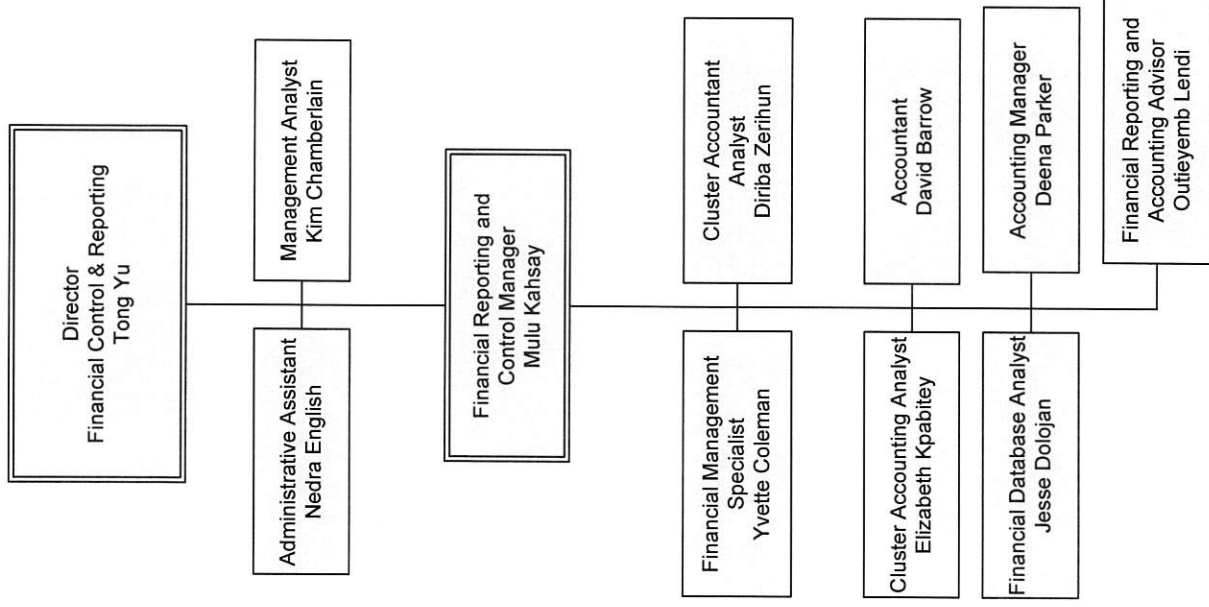 Director
Financial Control & Reporting
Tong Yu
Administrative Assistant
Nedra English
Management Analyst
Kim Chamberlain
Financial Reporting and
Control Manager
Mulu Kahsay
Financial Management
Specialist
Yvette Coleman
Cluster Accountant
Analyst
Diriba Zerihun
Cluster Accounting Analyst
Elizabeth Kpabitey
Accountant
David Barrow
Financial Database Analyst
Jesse Dolojan
Accounting Manager
Deena Parker
Financial Reporting and
Accounting Advisor
Outieyemb Lendi